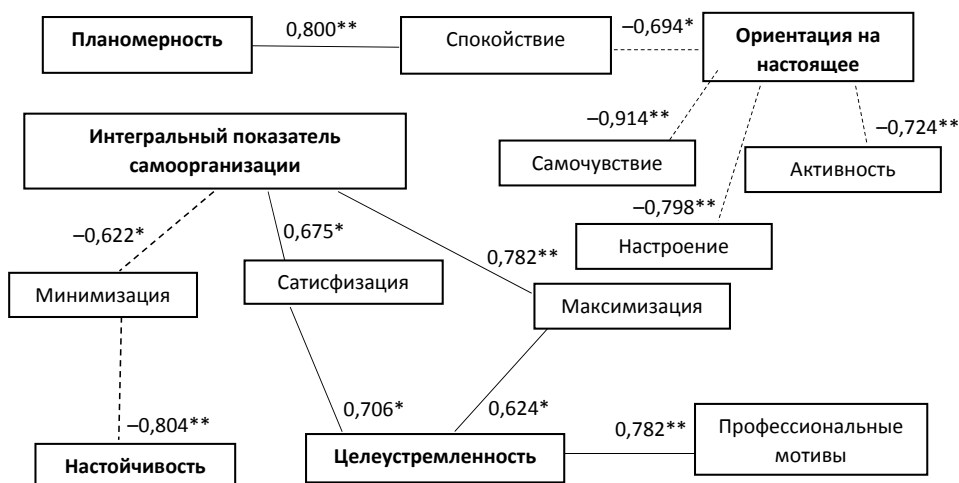 Планомерность
0,800**
Спокойствие
–0,694*
Ориентация на
настоящее
Интегральный показатель
самоорганизации
–0,914**
Самочувствие
–0,724**
Активность
–0,798**
Настроение
–0,622*
0,675*
0,782**
Минимизация
Сатисфизация
Максимизация
–0,804**
0,706*
0,624*
0,782**
Профессиональные
мотивы
Настойчивость
Целеустремленность